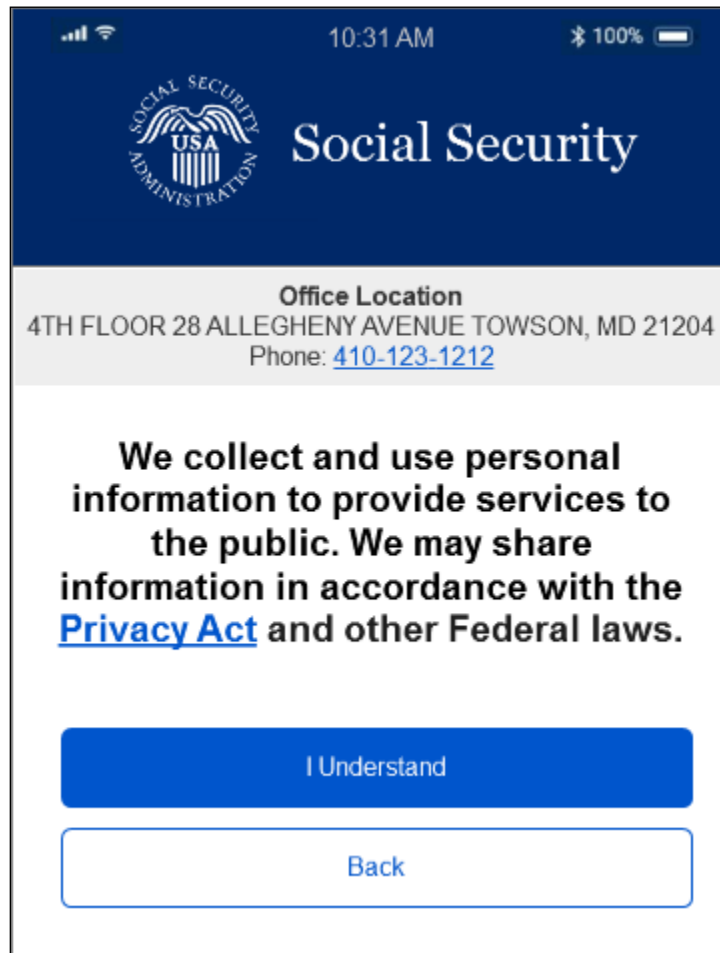 10:31 AM
100%
SOCIAL SECURITY ADMINISTRATION
USA
Social Security
Office Location
4TH FLOOR 28 ALLEGHENY AVENUE TOWSON, MD 21204
Phone: 410-123-1212
We collect and use personal
information to provide services to
the public. We may share
information in accordance with the
Privacy Act and other Federal laws.
I Understand
Back